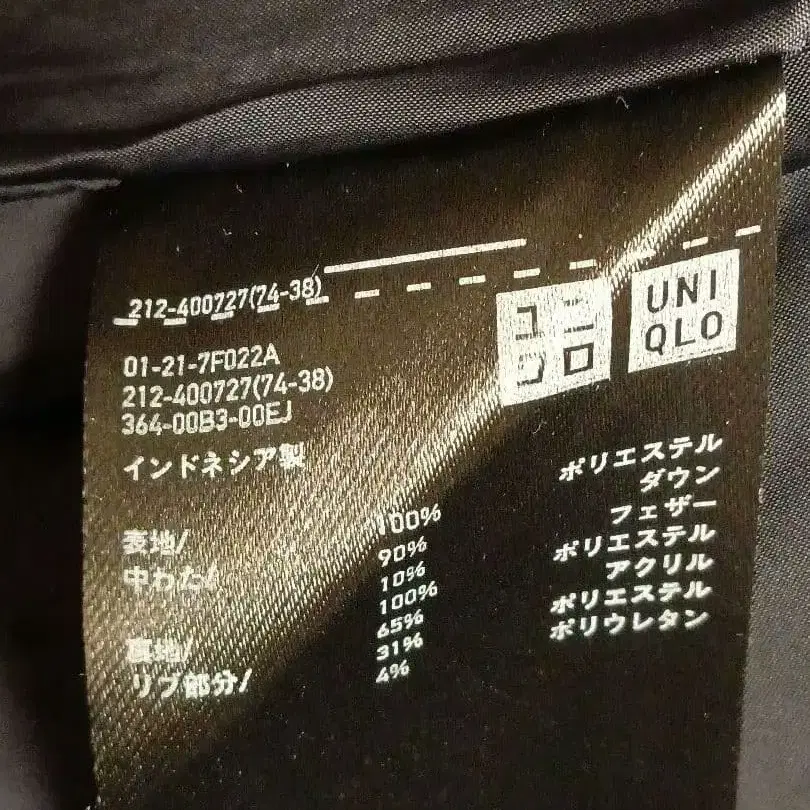 212-400727(74-38)
ユニ
クロ
UNI
QLO
01-21-7F022A
212-400727(74-38)
364-00B3-00EJ
インドネシア製
表地/ 100% ポリエステル
中わた/ 90% ダウン
10% フェザー
裏地/ 100% ポリエステル
リブ部分/ 65% アクリル
31% ポリエステル
4% ポリウレタン